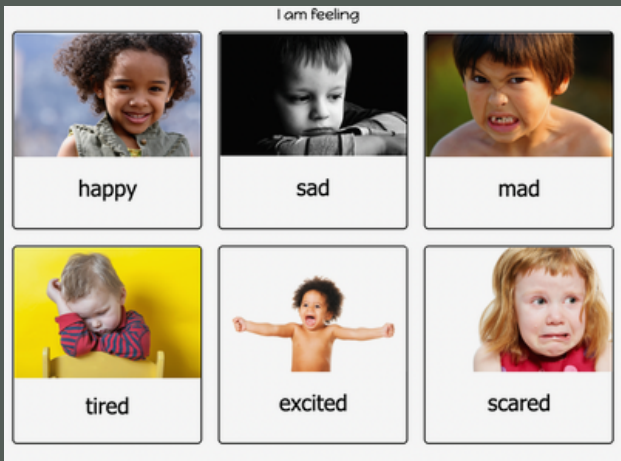 I am feeling
happy
sad
mad
tired
excited
scared